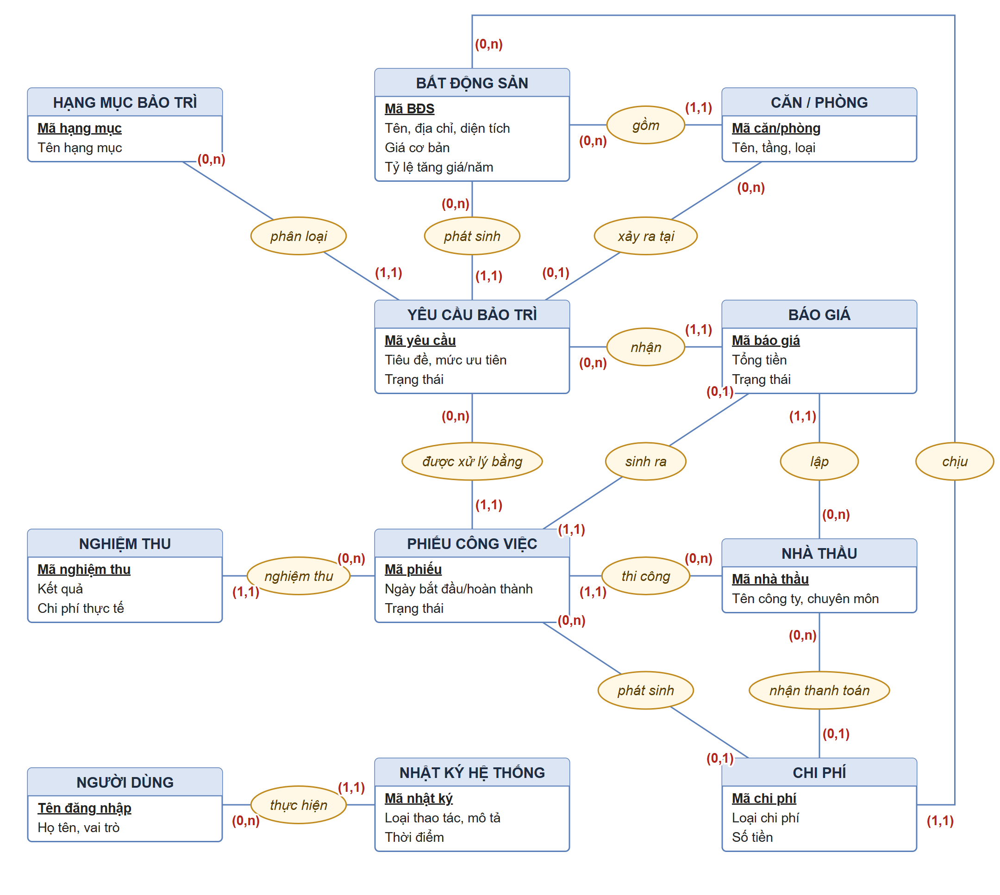 (0,n)
BẤT ĐỘNG SẢN
Mã BĐS
Tên, địa chỉ, diện tích
Giá cơ bản
Tỷ lệ tăng giá/năm
HẠNG MỤC BẢO TRÌ
Mã hạng mục
Tên hạng mục
(0,n)
(0,n)
gồm
(1,1)
CĂN / PHÒNG
Mã căn/phòng
Tên, tầng, loại
(0,n)
(0,n)
phân loại
phát sinh
xảy ra tại
(1,1)
(1,1)
(0,1)
YÊU CẦU BẢO TRÌ
Mã yêu cầu
Tiêu đề, mức ưu tiên
Trạng thái
(0,n)
nhận
(1,1)
BÁO GIÁ
Mã báo giá
Tổng tiền
Trạng thái
(0,1)
(0,n)
(1,1)
được xử lý bằng
sinh ra
lập
chịu
(1,1)
(0,n)
(1,1)
NGHIỆM THU
Mã nghiệm thu
Kết quả
Chi phí thực tế
(1,1)
nghiệm thu
(0,n)
PHIẾU CÔNG VIỆC
Mã phiếu
Ngày bắt đầu/hoàn thành
Trạng thái
(1,1)
thi công
(0,n)
NHÀ THẦU
Mã nhà thầu
Tên công ty, chuyên môn
(0,n)
(0,n)
phát sinh
nhận thanh toán
(0,1)
(0,1)
NGƯỜI DÙNG
Tên đăng nhập
Họ tên, vai trò
(0,n)
thực hiện
(1,1)
NHẬT KÝ HỆ THỐNG
Mã nhật ký
Loại thao tác, mô tả
Thời điểm
CHI PHÍ
Mã chi phí
Loại chi phí
Số tiền
(1,1)